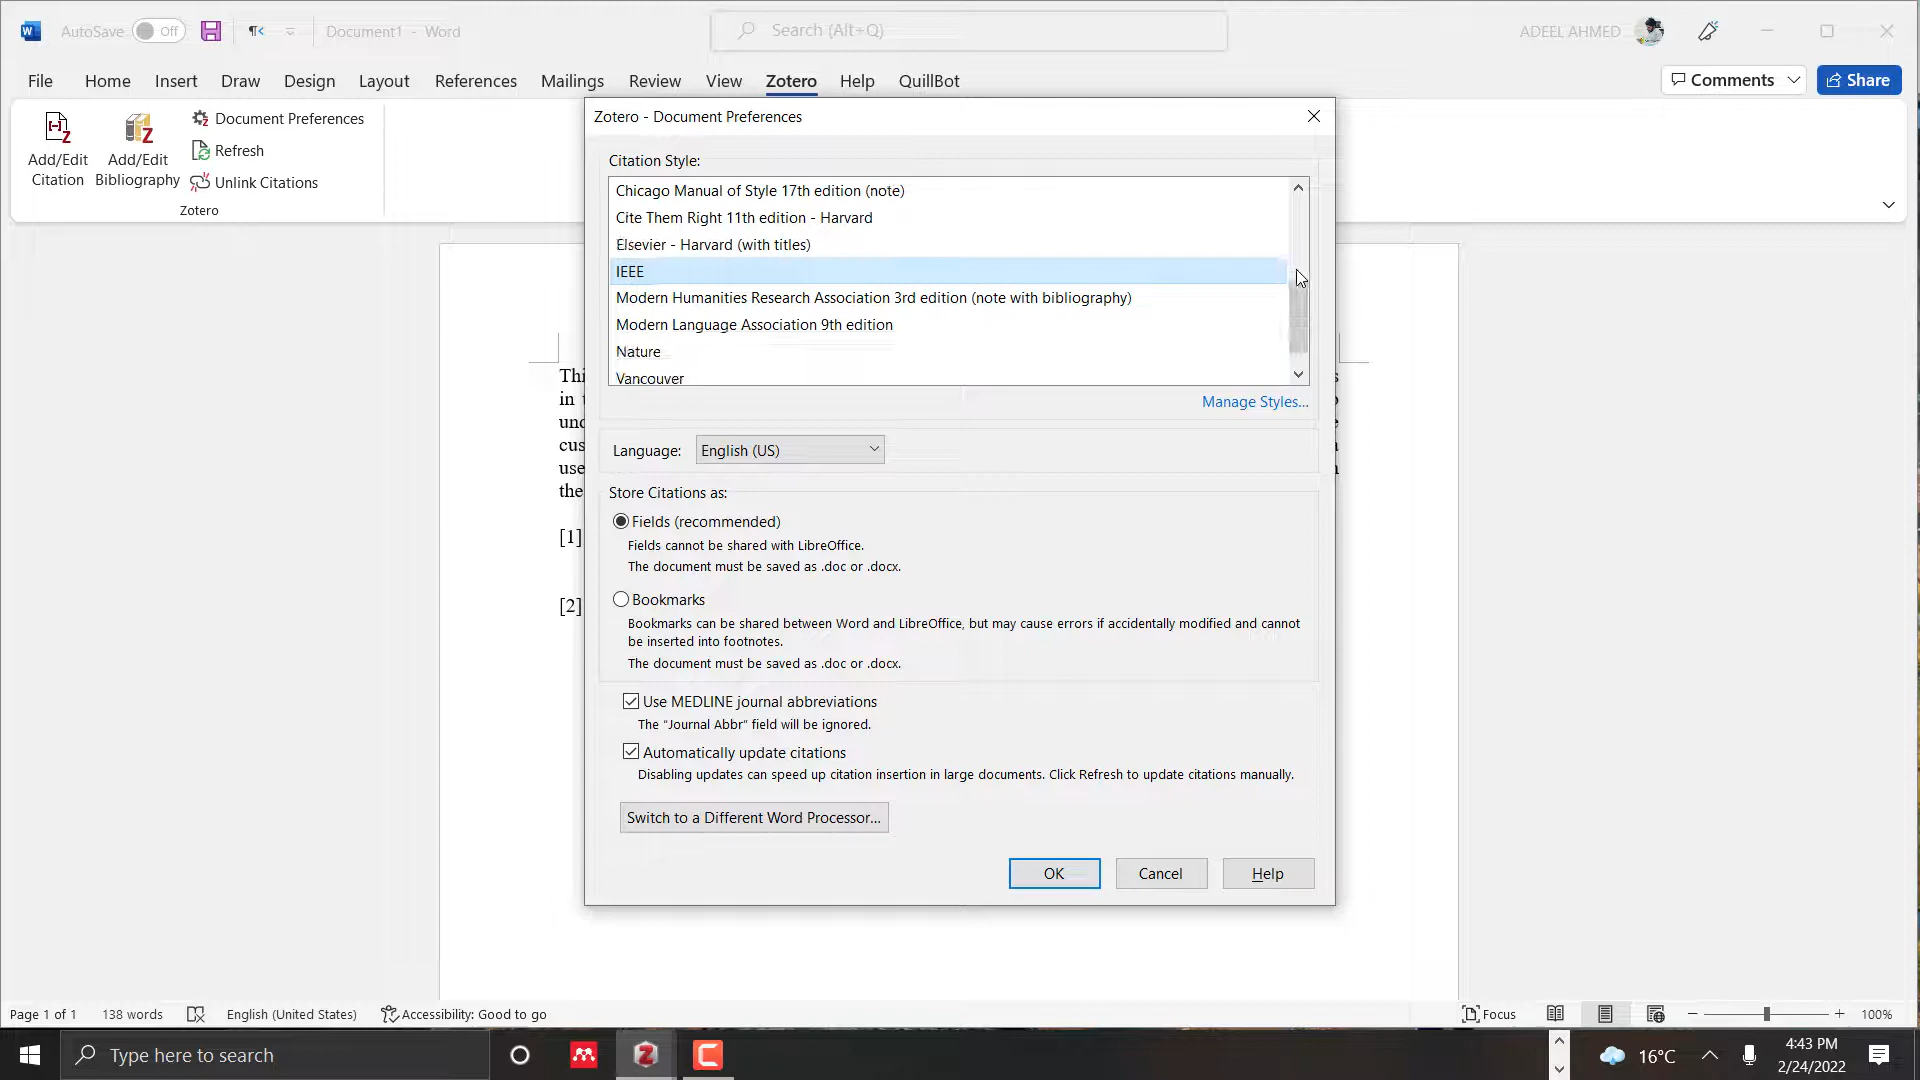 AutoSave Off Document1 - Word Search (Alt+Q) ADEEL AHMED
File Home Insert Draw Design Layout References Mailings Review View Zotero Help QuillBot Comments Share
Add/Edit Citation
Add/Edit Bibliography
Document Preferences
Refresh
Unlink Citations
Zotero
Zotero - Document Preferences
Citation Style:
Chicago Manual of Style 17th edition (note)
Cite Them Right 11th edition - Harvard
Elsevier - Harvard (with titles)
IEEE
Modern Humanities Research Association 3rd edition (note with bibliography)
Modern Language Association 9th edition
Nature
Vancouver
Manage Styles...
Language: English (US)
Store Citations as:
Fields (recommended)
Fields cannot be shared with LibreOffice.
The document must be saved as .doc or .docx.
Bookmarks
Bookmarks can be shared between Word and LibreOffice, but may cause errors if accidentally modified and cannot
be inserted into footnotes.
The document must be saved as .doc or .docx.
Use MEDLINE journal abbreviations
The “Journal Abbr” field will be ignored.
Automatically update citations
Disabling updates can speed up citation insertion in large documents. Click Refresh to update citations manually.
Switch to a Different Word Processor...
OK Cancel Help
in
the
[1]
[2]
Page 1 of 1 138 words English (United States) Accessibility: Good to go Focus 100%
Type here to search 16°C 4:43 PM
2/24/2022